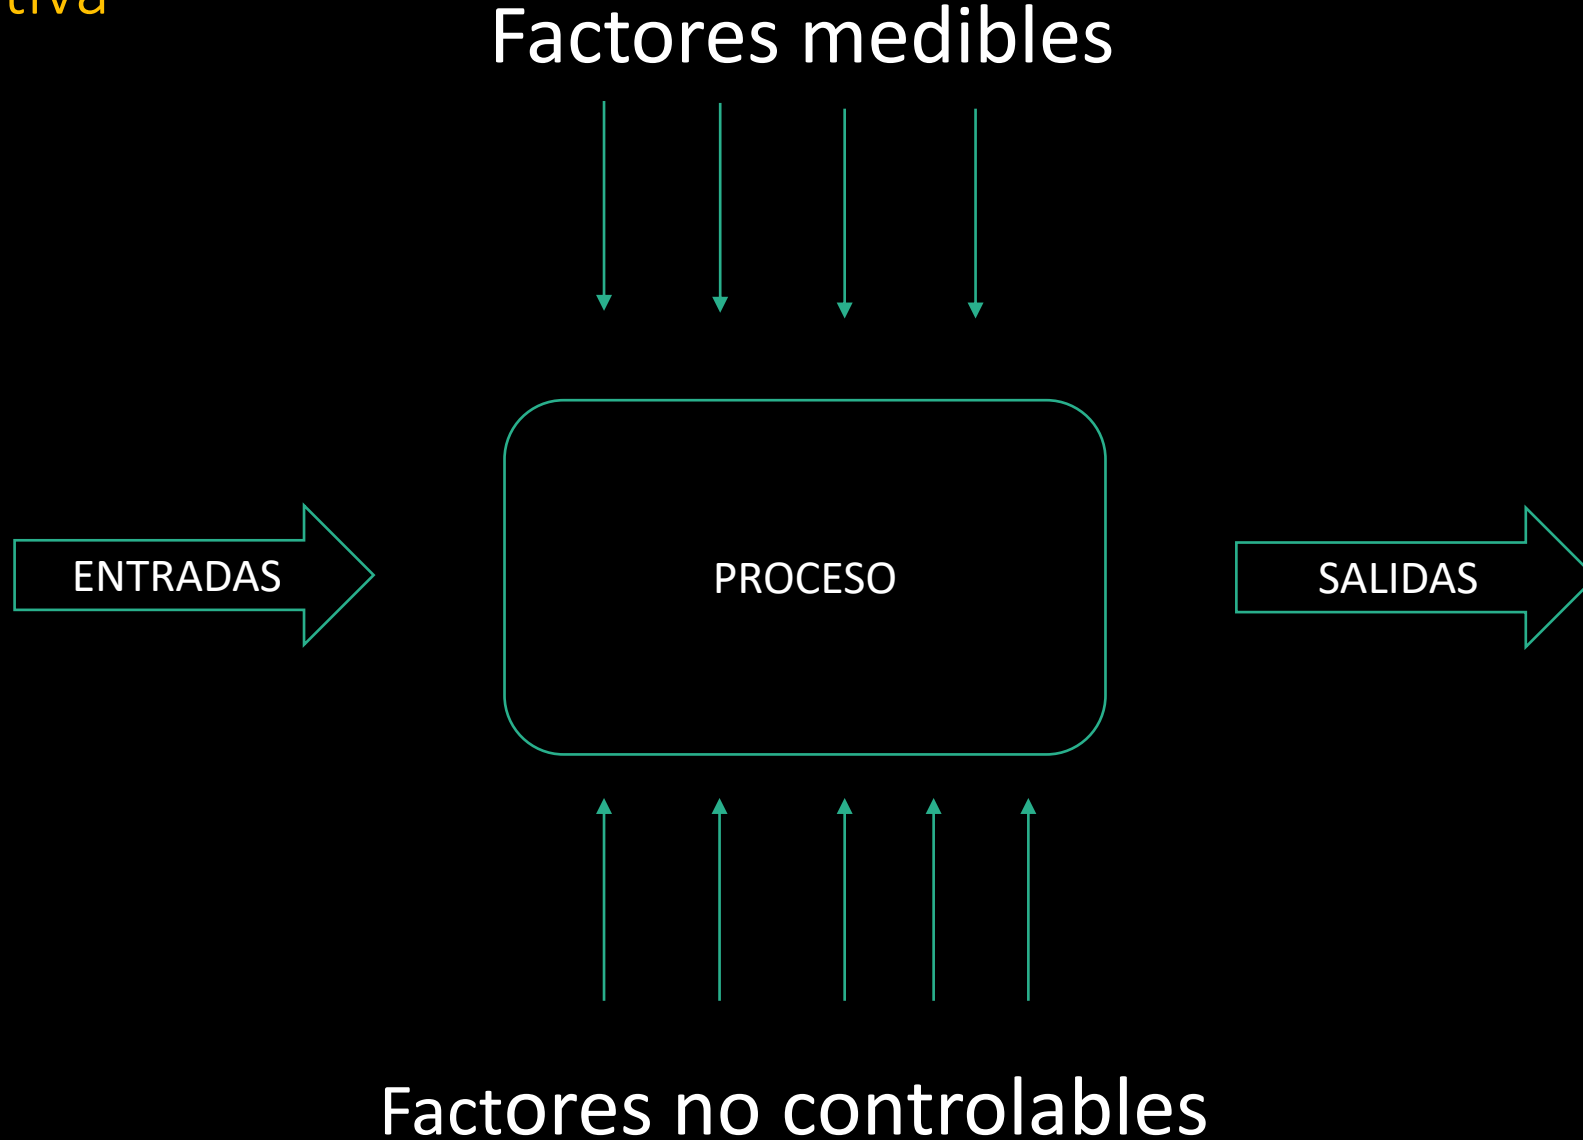 Factores medibles
ENTRADAS
PROCESO
SALIDAS
Factores no controlables